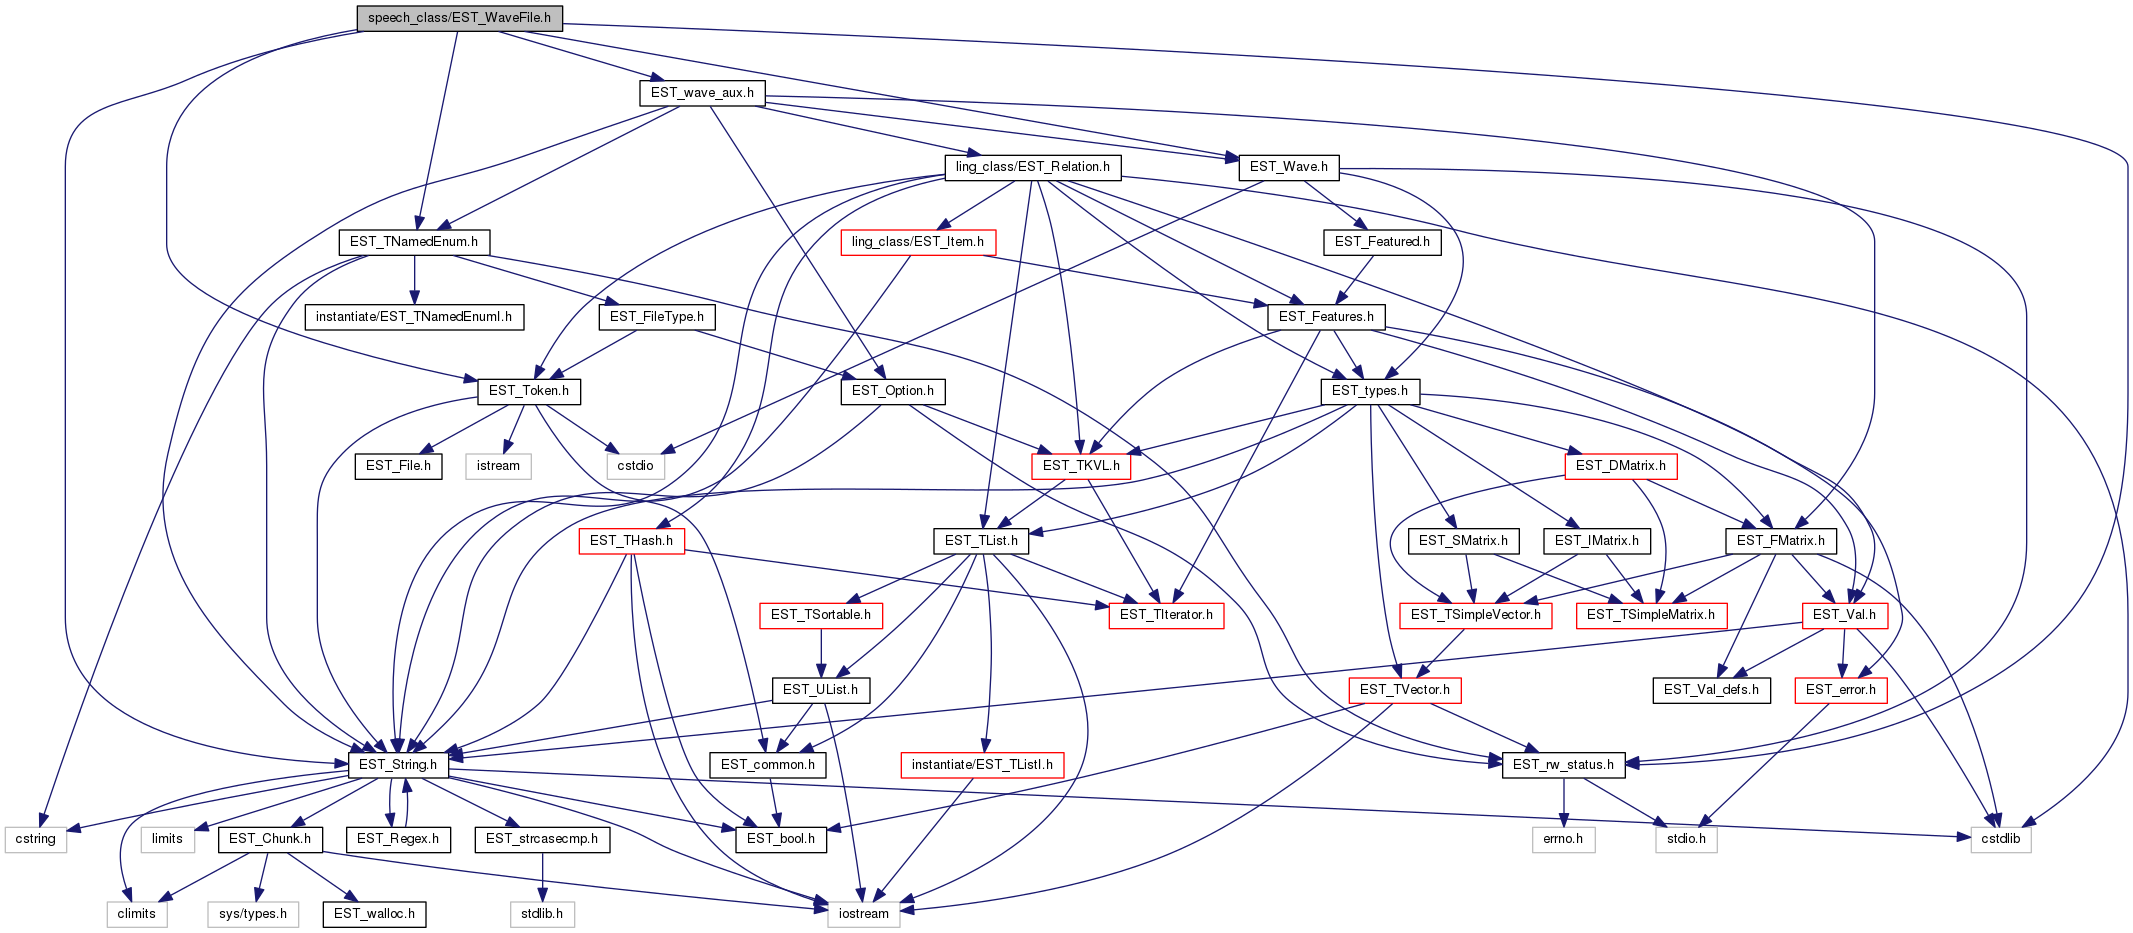 speech_class/EST_WaveFile.h
EST_wave_aux.h
ling_class/EST_Relation.h
EST_Wave.h
EST_TNamedEnum.h
ling_class/EST_Item.h
EST_Featured.h
instantiate/EST_TNamedEnumI.h
EST_FileType.h
EST_Features.h
EST_Token.h
EST_Option.h
EST_types.h
EST_File.h
istream
cstdio
EST_TKVL.h
EST_DMatrix.h
EST_THash.h
EST_TList.h
EST_SMatrix.h
EST_IMatrix.h
EST_FMatrix.h
EST_TSortable.h
EST_TIterator.h
EST_TSimpleVector.h
EST_TSimpleMatrix.h
EST_Val.h
EST_UList.h
EST_TVector.h
EST_Val_defs.h
EST_error.h
EST_String.h
EST_common.h
instantiate/EST_TListI.h
EST_rw_status.h
cstring
limits
EST_Chunk.h
EST_Regex.h
EST_strcasecmp.h
EST_bool.h
errno.h
stdio.h
cstdlib
climits
sys/types.h
EST_walloc.h
stdlib.h
iostream